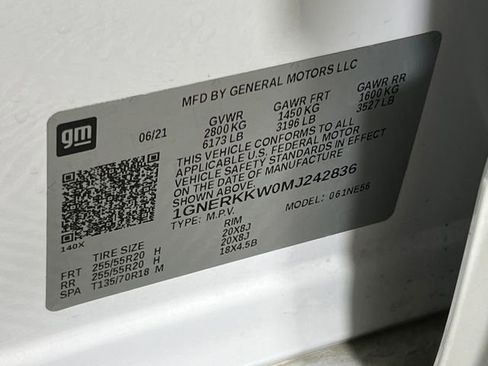 MFD BY GENERAL MOTORS LLC
gm
06/21
GVWR GAWR FRT GAWR RR
2800 KG 1450 KG 1600 KG
6173 LB 3196 LB 3527 LB
THIS VEHICLE CONFORMS TO ALL
APPLICABLE U.S. FEDERAL MOTOR
VEHICLE SAFETY STANDARDS IN EFFECT
ON THE DATE OF MANUFACTURE
SHOWN ABOVE.
1GNERKKW0MJ242836
TYPE: M.P.V. MODEL: 061NE56
140X
TIRE SIZE RIM
FRT 255/55R20 H 20X8J
RR 255/55R20 H 20X8J
SPA T135/70R18 M 18X4.5B